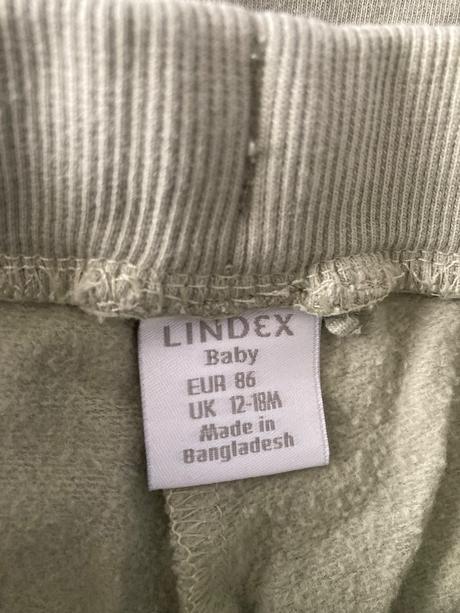 LINDEX
Baby
EUR 86
UK 12-18M
Made in
Bangladesh